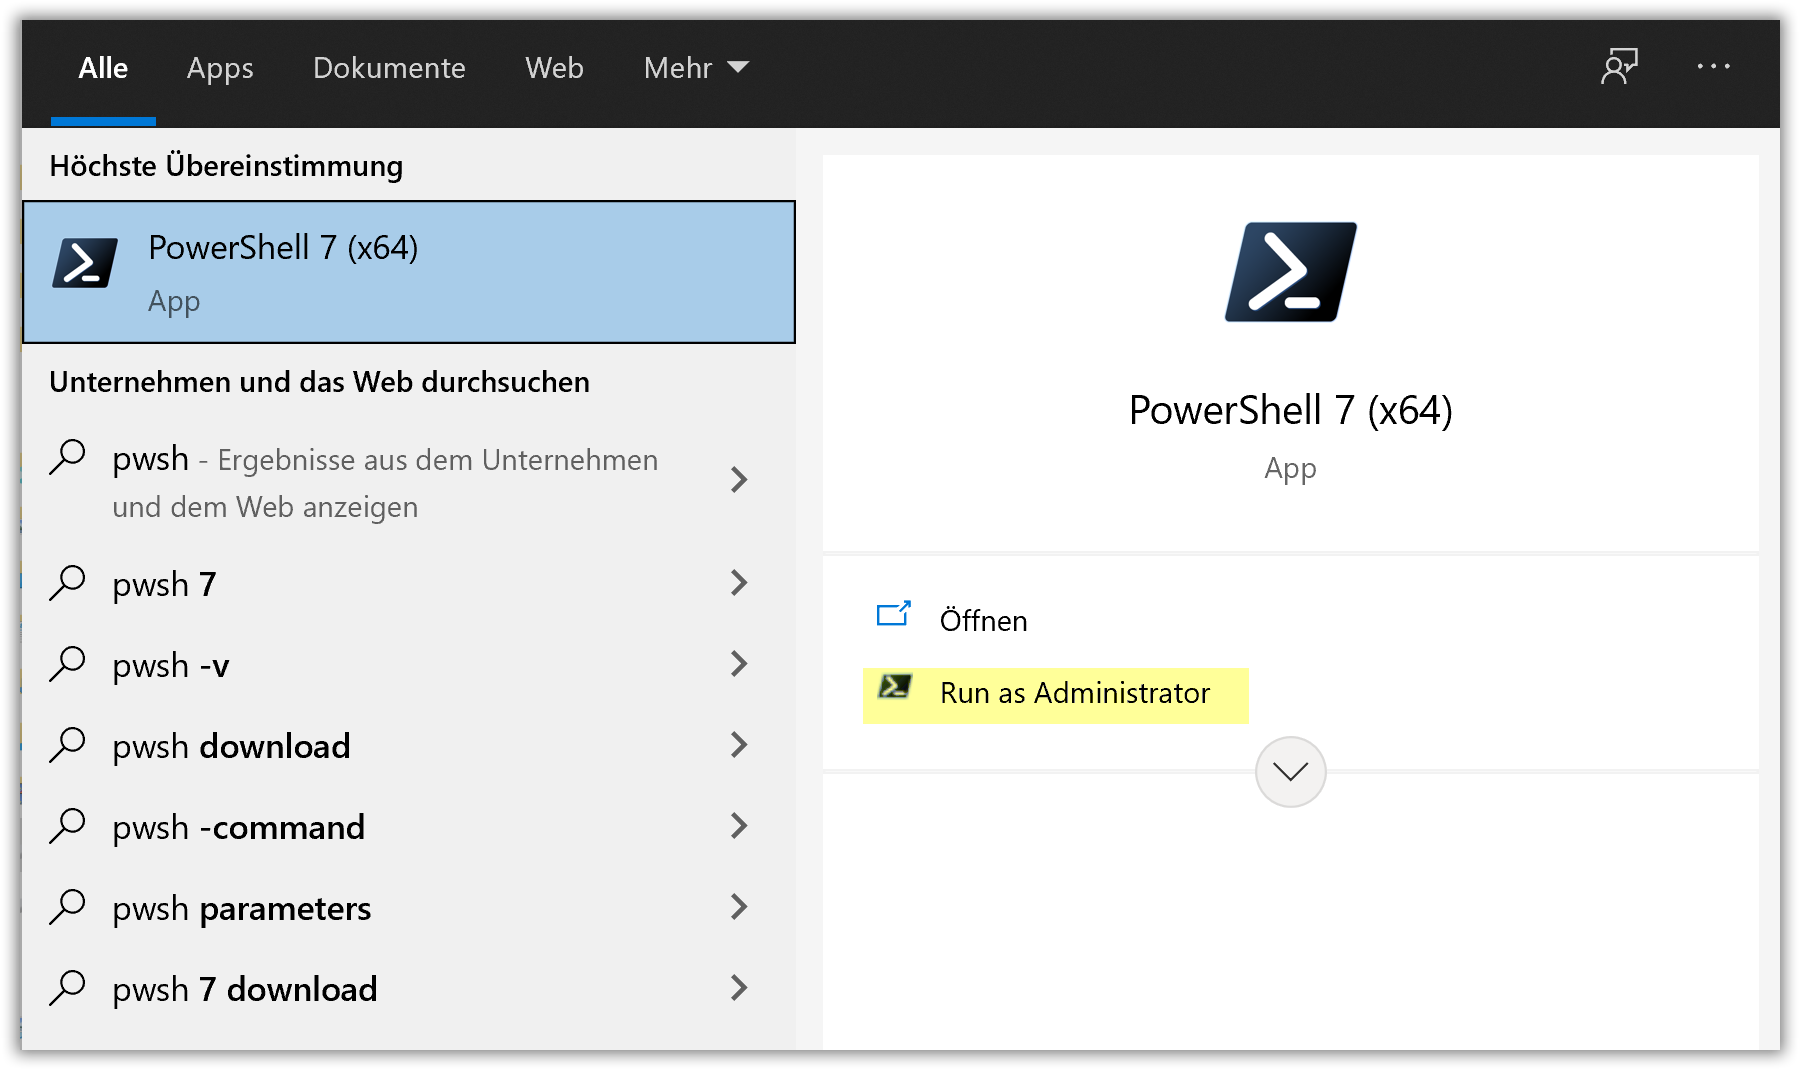 Alle Apps Dokumente Web Mehr
Höchste Übereinstimmung
PowerShell 7 (x64)
App
Unternehmen und das Web durchsuchen
pwsh - Ergebnisse aus dem Unternehmen
und dem Web anzeigen
pwsh 7
pwsh -v
pwsh download
pwsh -command
pwsh parameters
pwsh 7 download
PowerShell 7 (x64)
App
Öffnen
Run as Administrator